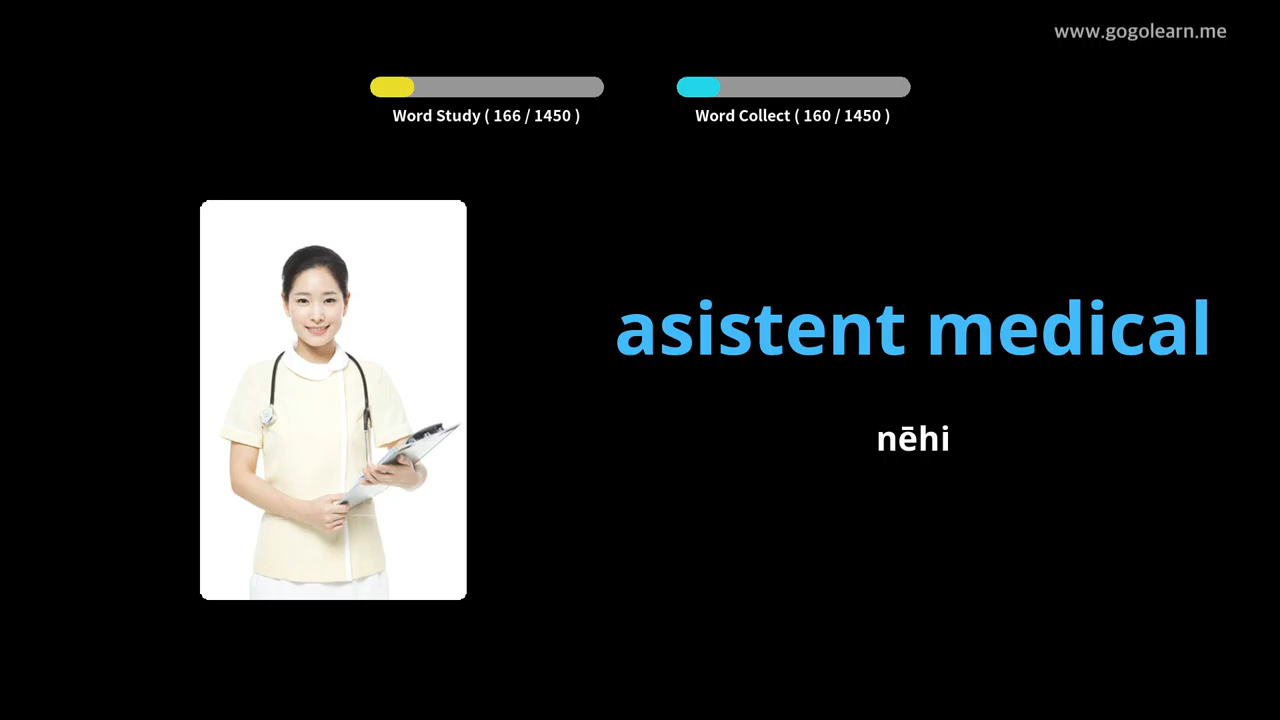 www.gogolearn.me
Word Study ( 166 / 1450 )
Word Collect ( 160 / 1450 )
asistent medical
nēhi